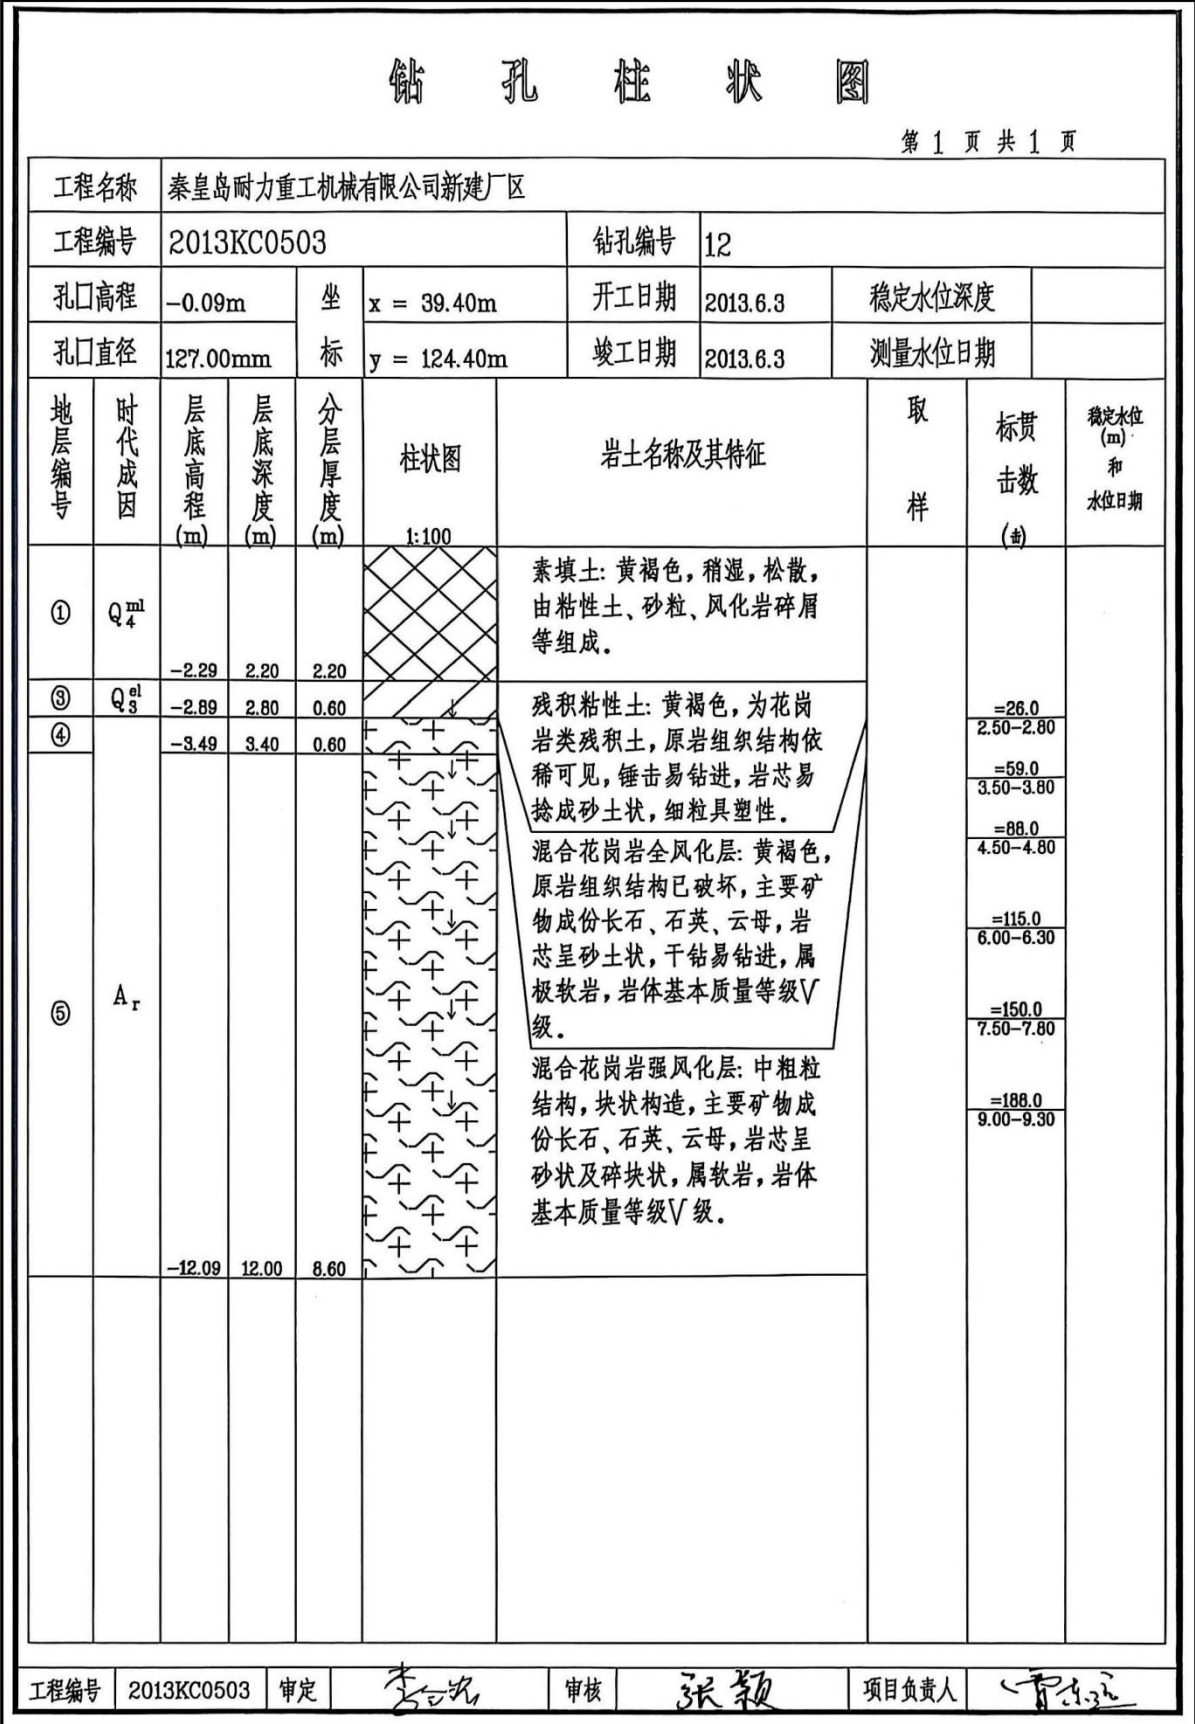 钻孔柱状图
第 1 页 共 1 页
工程名称 秦皇岛耐力重工机械有限公司新建厂区
工程编号 2013KC0503 钻孔编号 12
孔口高程 -0.09m 坐 x = 39.40m 开工日期 2013.6.3 稳定水位深度
孔口直径 127.00mm 标 y = 124.40m 竣工日期 2013.6.3 测量水位日期
地层编号 时代成因 层底高程(m) 层底深度(m) 分层厚度(m) 柱状图 1:100 岩土名称及其特征 取样 标贯击数(击) 稳定水位(m)和水位日期
① Q4ml -2.29 2.20 2.20
素填土: 黄褐色，稍湿，松散，
由粘性土、砂粒、风化岩碎屑
等组成。
③ Q3el -2.89 2.80 0.60
残积粘性土: 黄褐色，为花岗
岩类残积土，原岩组织结构依
稀可见，锤击易钻进，岩芯易
捻成砂土状，细粒具塑性。
④ -3.49 3.40 0.60
混合花岗岩全风化层: 黄褐色，
原岩组织结构已破坏，主要矿
物成份长石、石英、云母，岩
芯呈砂土状，干钻易钻进，属
极软岩，岩体基本质量等级Ⅴ
级。
⑤ Ar -12.09 12.00 8.60
混合花岗岩强风化层: 中粗粒
结构，块状构造，主要矿物成
份长石、石英、云母，岩芯呈
砂状及碎块状，属软岩，岩体
基本质量等级Ⅴ级。
=26.0
2.50-2.80
=59.0
3.50-3.80
=88.0
4.50-4.80
=115.0
6.00-6.30
=150.0
7.50-7.80
=188.0
9.00-9.30
工程编号 2013KC0503 审定 审核 张颖 项目负责人